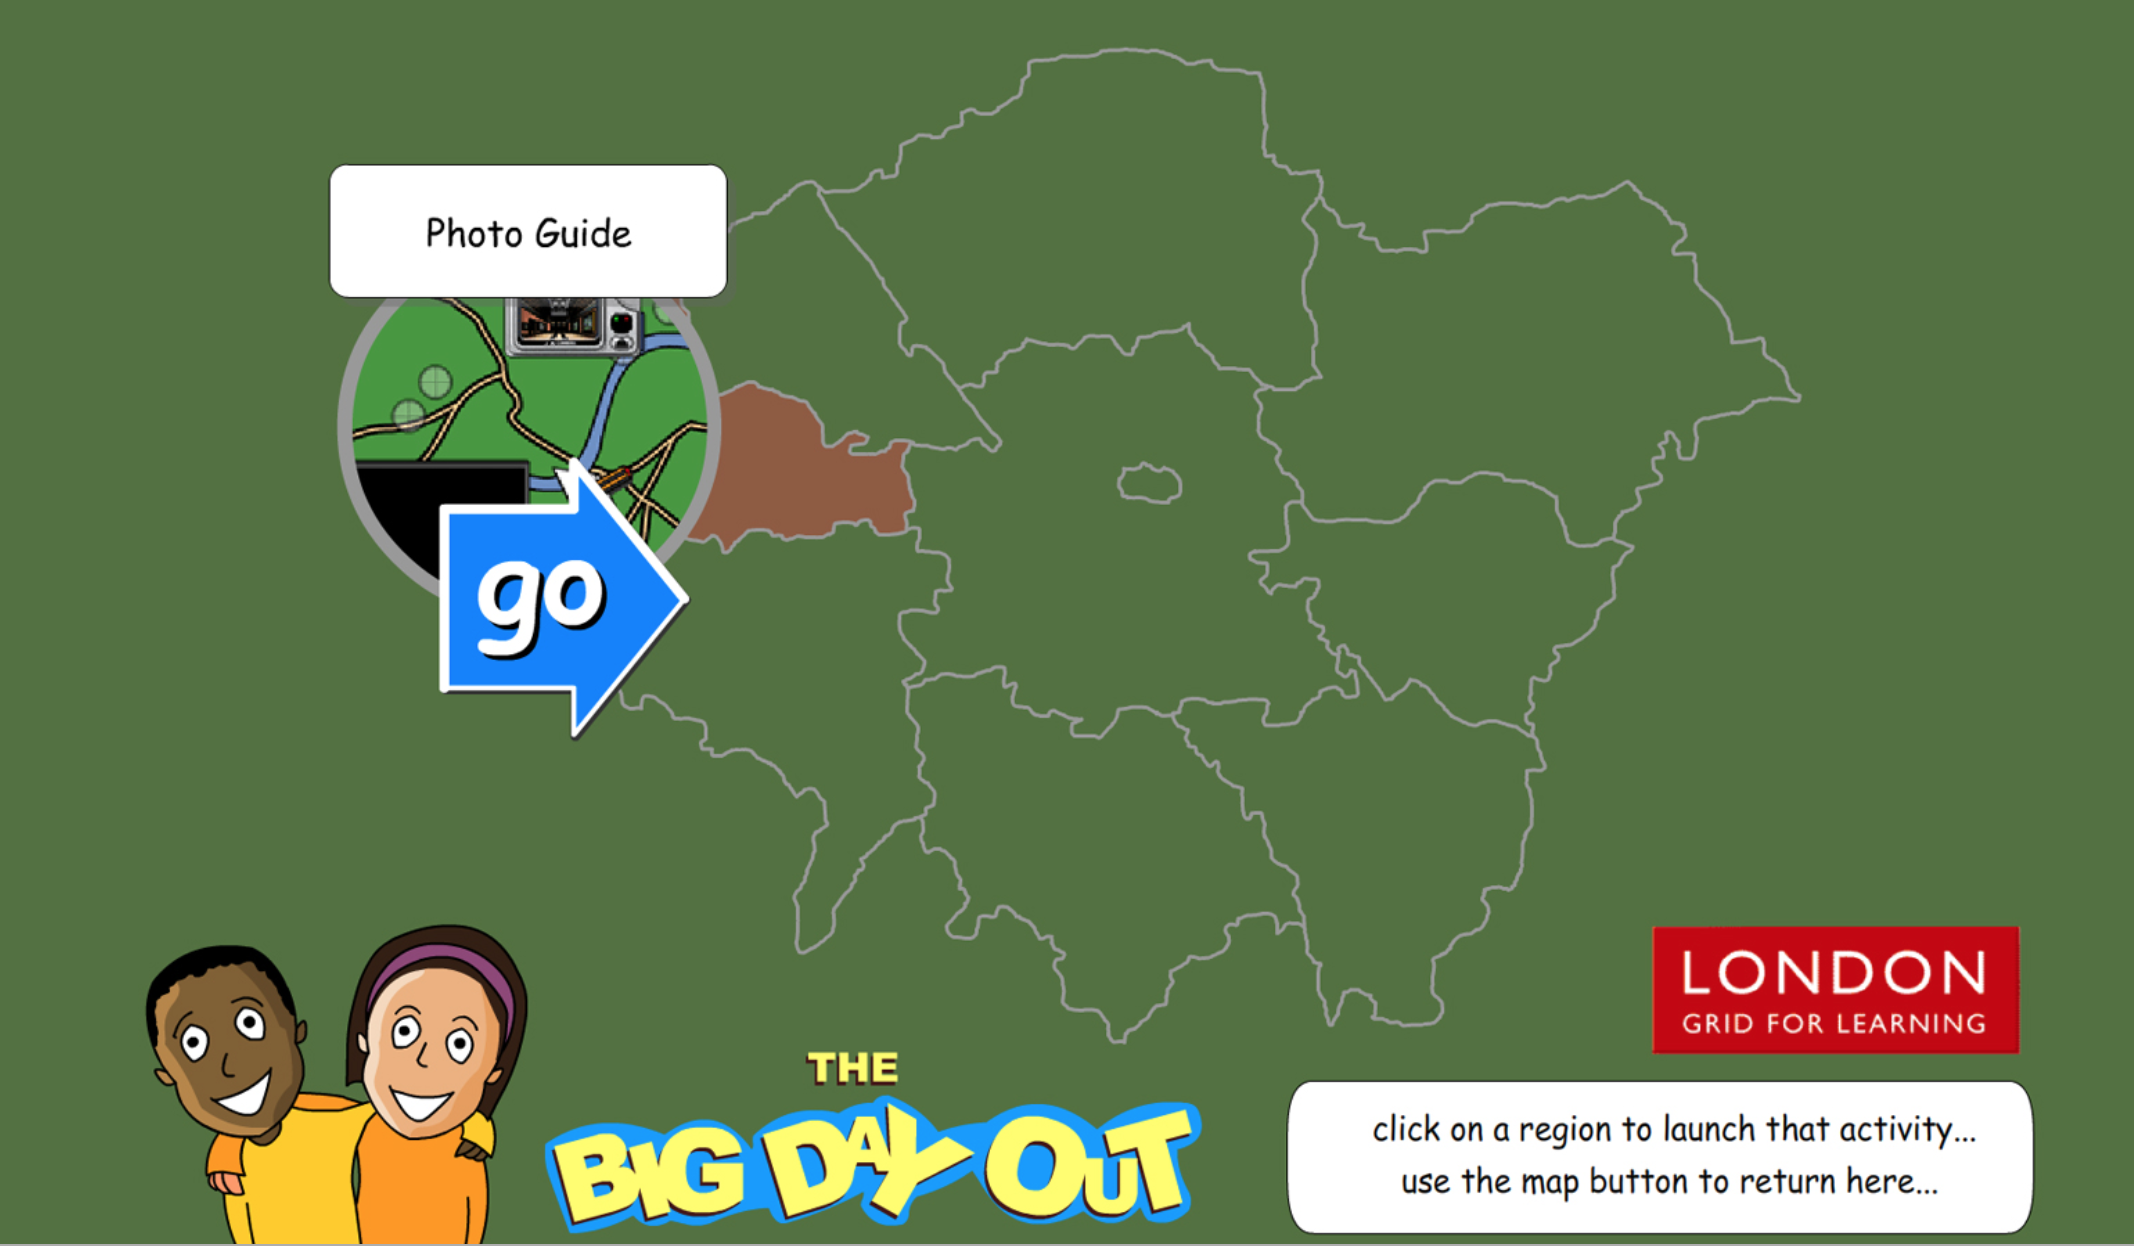 Photo Guide
go
LONDON
GRID FOR LEARNING
THE
BIG DAY OUT
click on a region to launch that activity...
use the map button to return here...